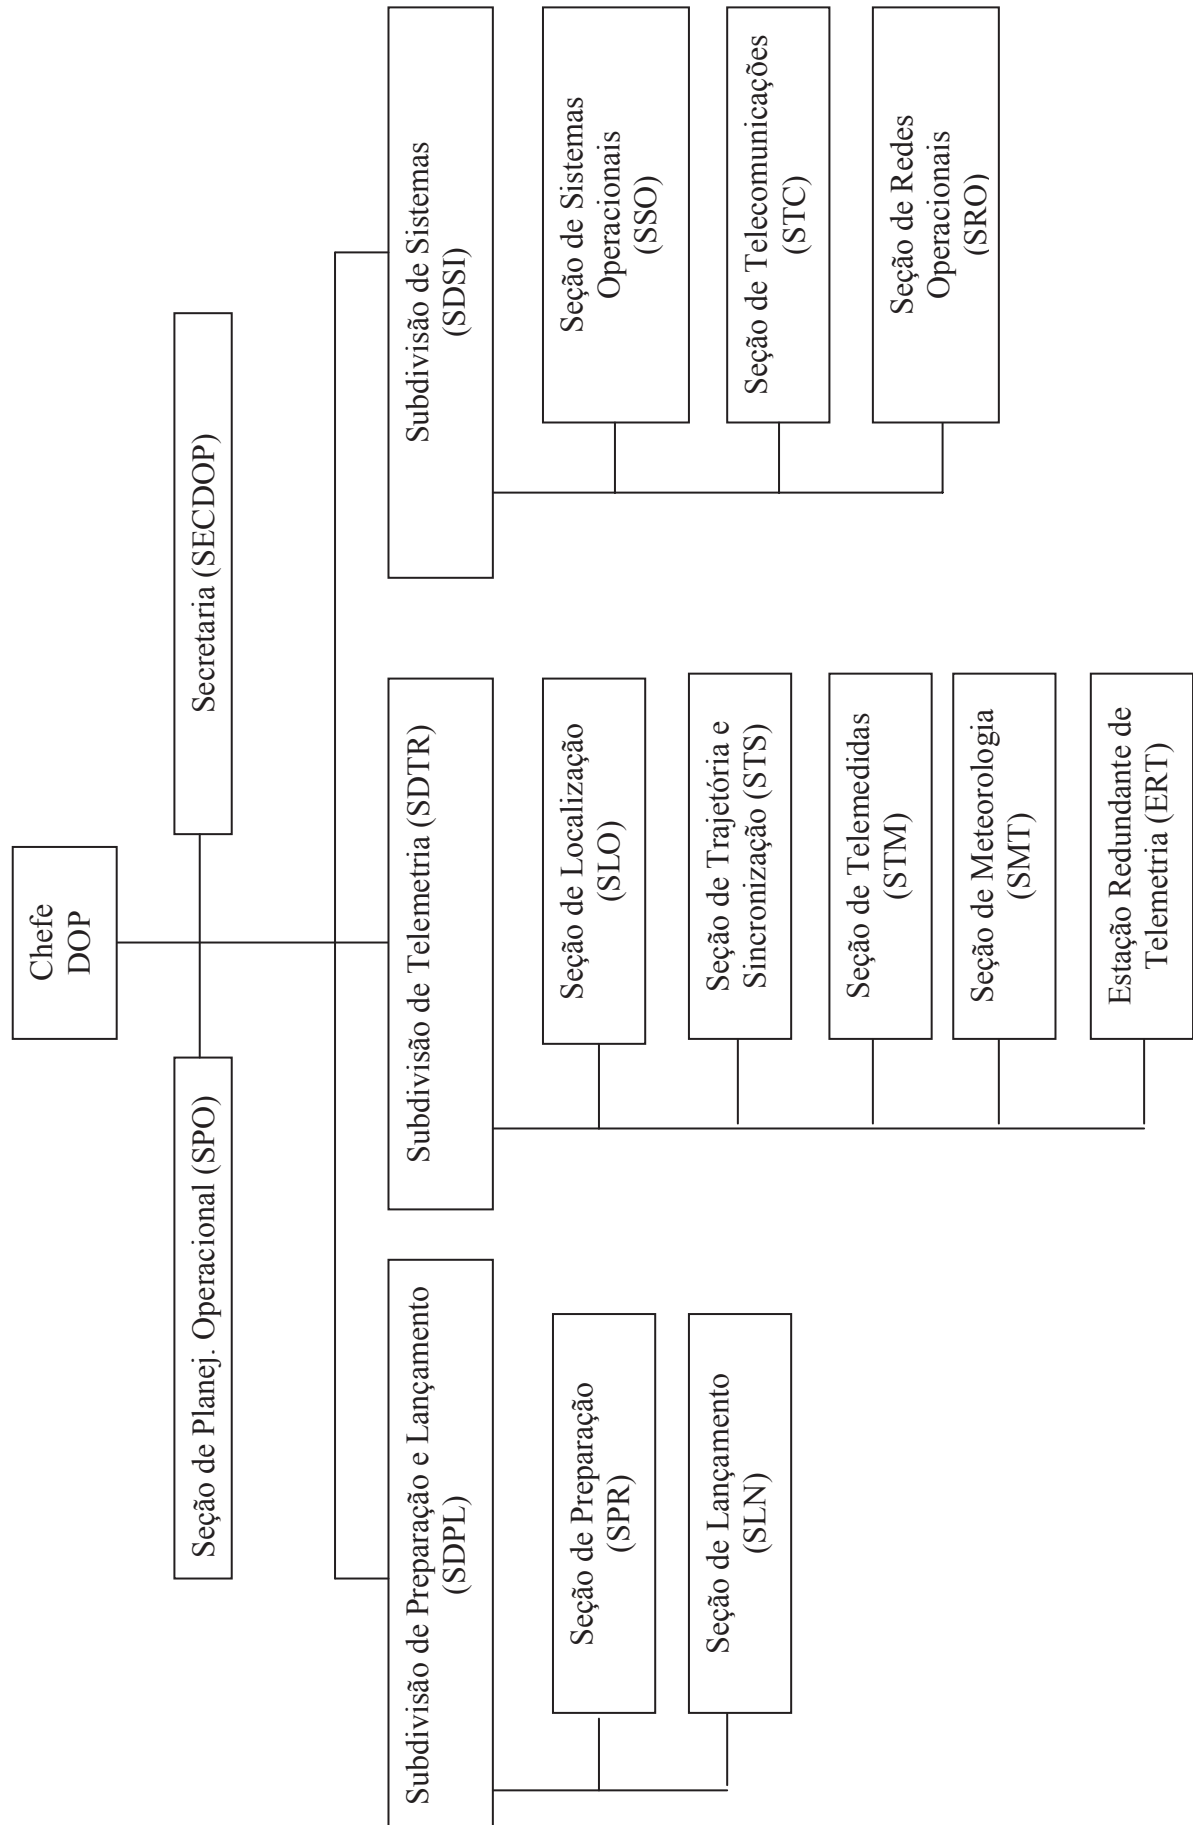 Chefe
DOP
Seção de Planej. Operacional (SPO)
Secretaria (SECDOP)
Subdivisão de Preparação e Lançamento
(SDPL)
Seção de Preparação
(SPR)
Seção de Lançamento
(SLN)
Subdivisão de Telemetria (SDTR)
Seção de Localização
(SLO)
Seção de Trajetória e
Sincronização (STS)
Seção de Telemedidas
(STM)
Seção de Meteorologia
(SMT)
Estação Redundante de
Telemetria (ERT)
Subdivisão de Sistemas
(SDSI)
Seção de Sistemas
Operacionais
(SSO)
Seção de Telecomunicações
(STC)
Seção de Redes
Operacionais
(SRO)